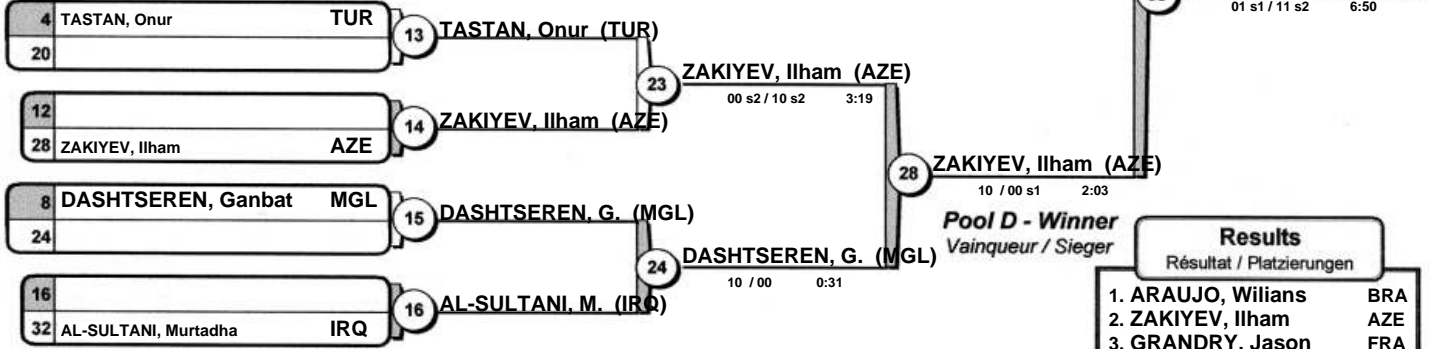 01 s1 / 11 s2 6:50
4 TASTAN, Onur TUR
20
13 TASTAN, Onur (TUR)
23 ZAKIYEV, Ilham (AZE)
00 s2 / 10 s2 3:19
12
28 ZAKIYEV, Ilham AZE
14 ZAKIYEV, Ilham (AZE)
28 ZAKIYEV, Ilham (AZE)
10 / 00 s1 2:03
8 DASHTSEREN, Ganbat MGL
24
15 DASHTSEREN, G. (MGL)
24 DASHTSEREN, G. (MGL)
10 / 00 0:31
16
32 AL-SULTANI, Murtadha IRQ
16 AL-SULTANI, M. (IRQ)
Pool D - Winner
Vainqueur / Sieger
Results
Résultat / Platzierungen
1. ARAUJO, Wilians BRA
2. ZAKIYEV, Ilham AZE
3. GRANDRY, Jason FRA